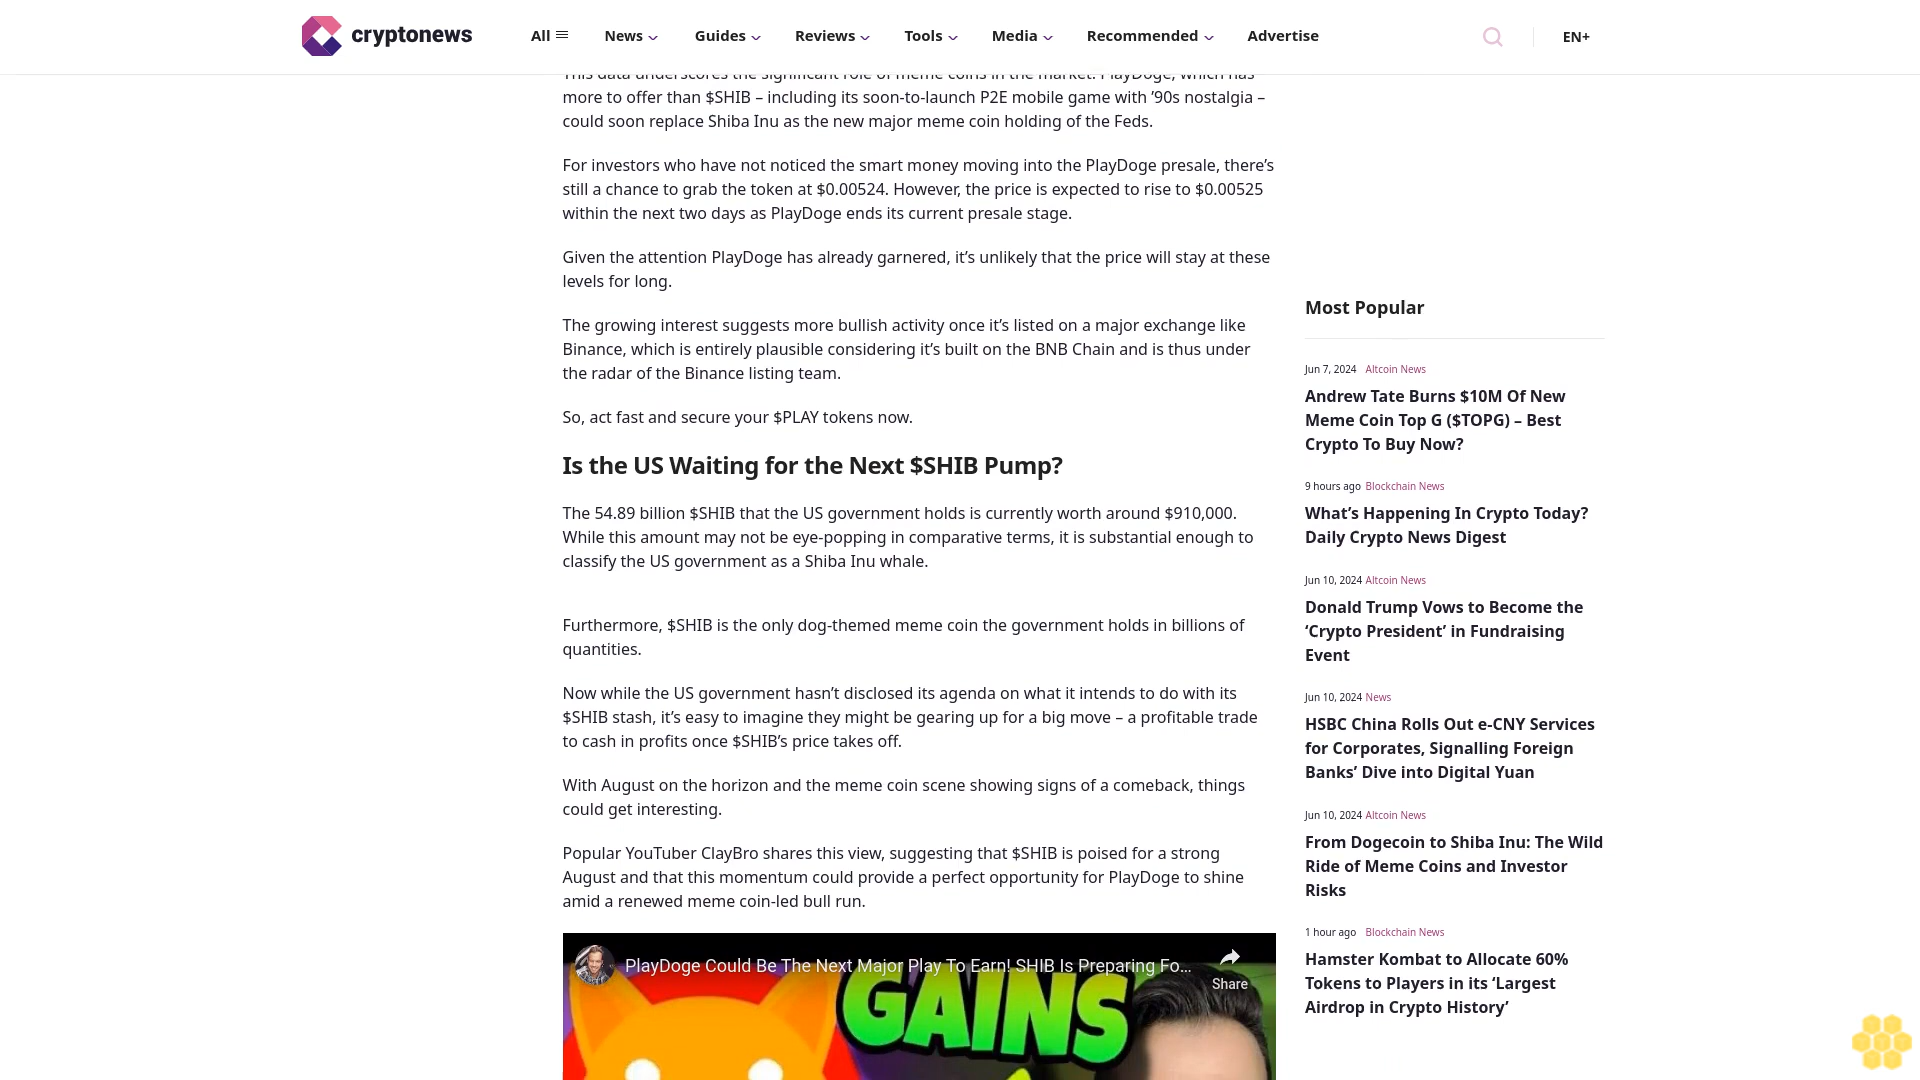 cryptonews
All
News
Guides
Reviews
Tools
Media
Recommended
Advertise
EN+
This data underscores the significant role of meme coins in the market. PlayDoge, which has
more to offer than $SHIB – including its soon-to-launch P2E mobile game with ’90s nostalgia –
could soon replace Shiba Inu as the new major meme coin holding of the Feds.
For investors who have not noticed the smart money moving into the PlayDoge presale, there’s
still a chance to grab the token at $0.00524. However, the price is expected to rise to $0.00525
within the next two days as PlayDoge ends its current presale stage.
Given the attention PlayDoge has already garnered, it’s unlikely that the price will stay at these
levels for long.
The growing interest suggests more bullish activity once it’s listed on a major exchange like
Binance, which is entirely plausible considering it’s built on the BNB Chain and is thus under
the radar of the Binance listing team.
So, act fast and secure your $PLAY tokens now.
Is the US Waiting for the Next $SHIB Pump?
The 54.89 billion $SHIB that the US government holds is currently worth around $910,000.
While this amount may not be eye-popping in comparative terms, it is substantial enough to
classify the US government as a Shiba Inu whale.
Furthermore, $SHIB is the only dog-themed meme coin the government holds in billions of
quantities.
Now while the US government hasn’t disclosed its agenda on what it intends to do with its
$SHIB stash, it’s easy to imagine they might be gearing up for a big move – a profitable trade
to cash in profits once $SHIB’s price takes off.
With August on the horizon and the meme coin scene showing signs of a comeback, things
could get interesting.
Popular YouTuber ClayBro shares this view, suggesting that $SHIB is poised for a strong
August and that this momentum could provide a perfect opportunity for PlayDoge to shine
amid a renewed meme coin-led bull run.
PlayDoge Could Be The Next Major Play To Earn! SHIB Is Preparing Fo...
Share
GAINS
Most Popular
Jun 7, 2024 Altcoin News
Andrew Tate Burns $10M Of New
Meme Coin Top G ($TOPG) – Best
Crypto To Buy Now?
9 hours ago Blockchain News
What’s Happening In Crypto Today?
Daily Crypto News Digest
Jun 10, 2024 Altcoin News
Donald Trump Vows to Become the
‘Crypto President’ in Fundraising
Event
Jun 10, 2024 News
HSBC China Rolls Out e-CNY Services
for Corporates, Signalling Foreign
Banks’ Dive into Digital Yuan
Jun 10, 2024 Altcoin News
From Dogecoin to Shiba Inu: The Wild
Ride of Meme Coins and Investor
Risks
1 hour ago Blockchain News
Hamster Kombat to Allocate 60%
Tokens to Players in its ‘Largest
Airdrop in Crypto History’